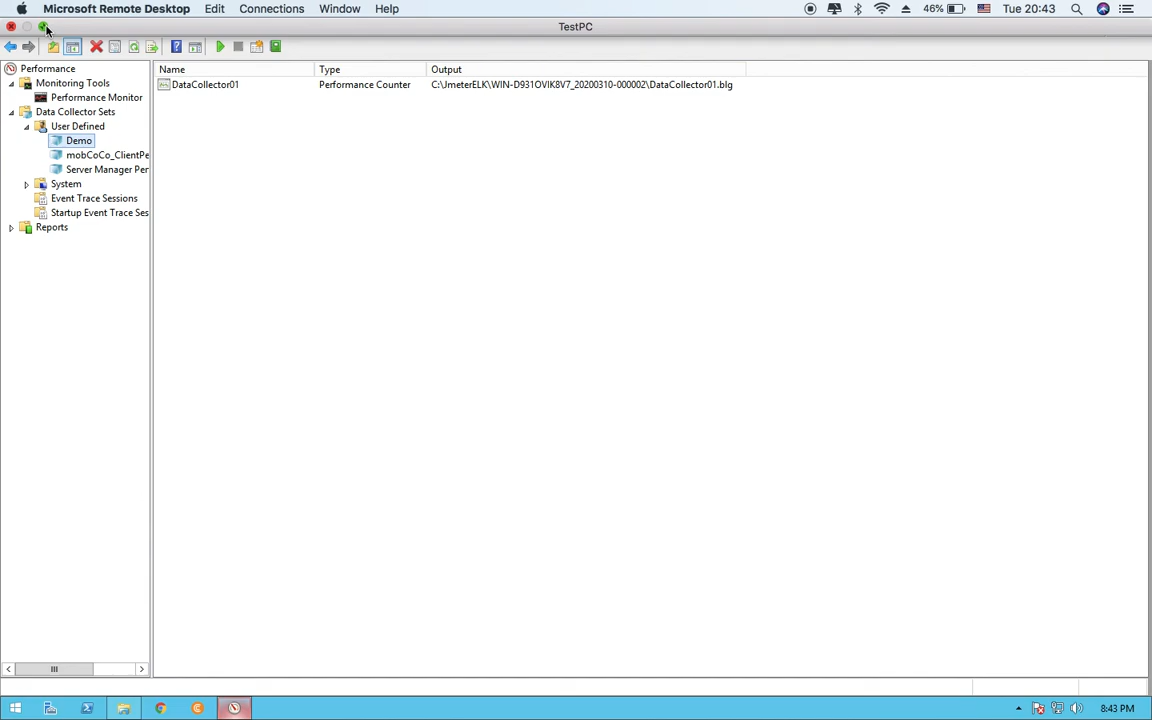 Microsoft Remote Desktop Edit Connections Window Help 46% Tue 20:43
TestPC
Performance
Monitoring Tools
Performance Monitor
Data Collector Sets
User Defined
Demo
mobCoCo_ClientPe
Server Manager Per
System
Event Trace Sessions
Startup Event Trace Ses
Reports
Name Type Output
DataCollector01 Performance Counter C:\JmeterELK\WIN-D931OVIK8V7_20200310-000002\DataCollector01.blg
8:43 PM